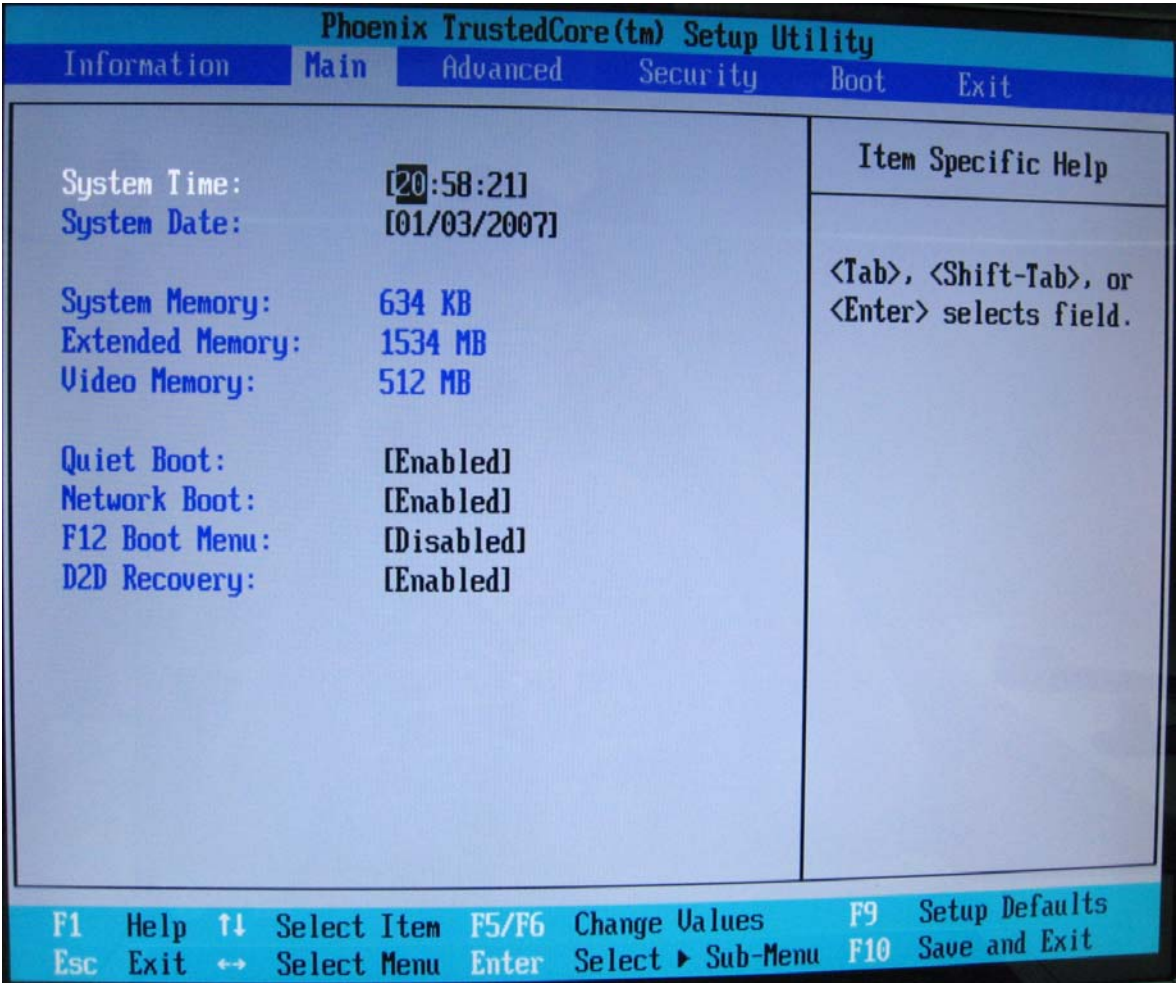 Phoenix TrustedCore(tm) Setup Utility
Information Main Advanced Security Boot Exit
Item Specific Help
System Time: [20:58:21]
System Date: [01/03/2007]
<Tab>, <Shift-Tab>, or
<Enter> selects field.
System Memory: 634 KB
Extended Memory: 1534 MB
Video Memory: 512 MB
Quiet Boot: [Enabled]
Network Boot: [Enabled]
F12 Boot Menu: [Disabled]
D2D Recovery: [Enabled]
F1 Help ↑↓ Select Item F5/F6 Change Values F9 Setup Defaults
Esc Exit ↔ Select Menu Enter Select ▶ Sub-Menu F10 Save and Exit